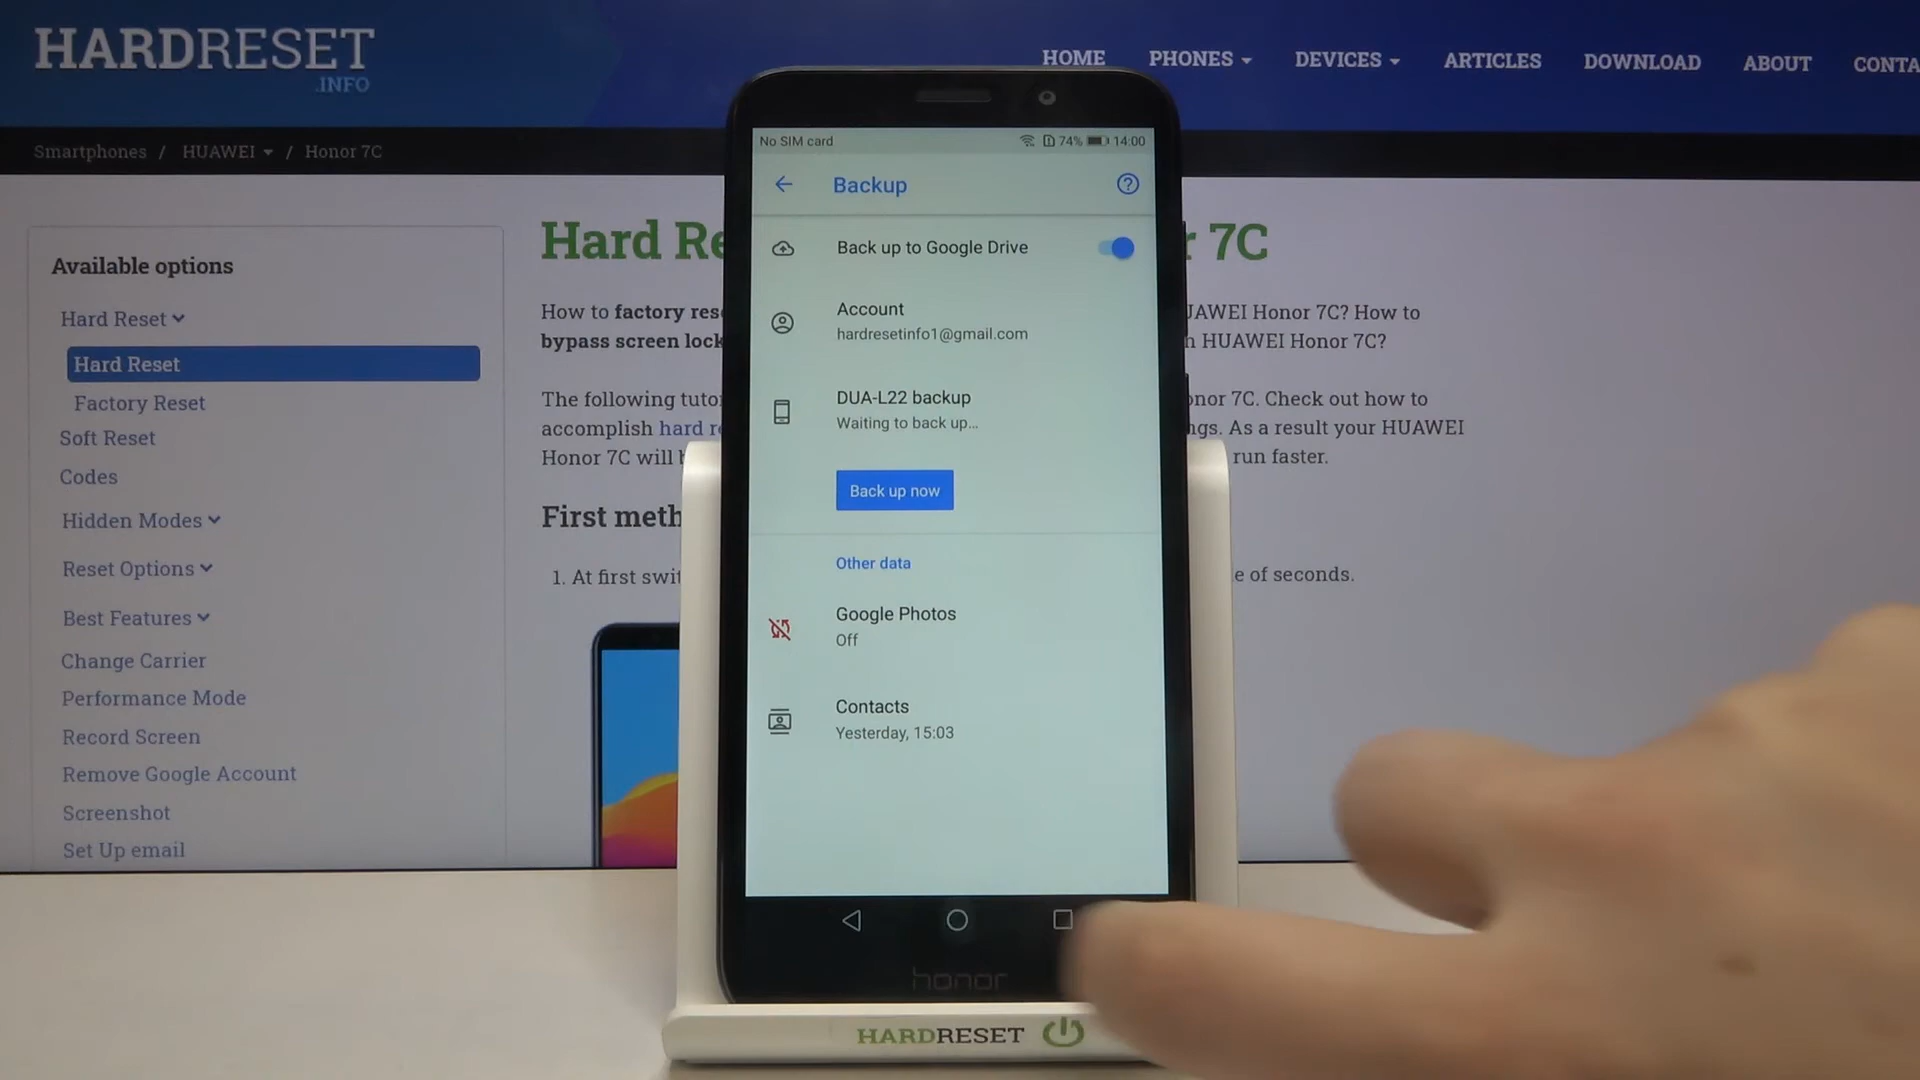 HARDRESET
.INFO
HOME PHONES DEVICES ARTICLES DOWNLOAD ABOUT CONTA
Smartphones / HUAWEI / Honor 7C
Available options
Hard Reset
Hard Reset
Factory Reset
Soft Reset
Codes
Hidden Modes
Reset Options
Best Features
Change Carrier
Performance Mode
Record Screen
Remove Google Account
Screenshot
Set Up email
Hard Re r 7C
How to factory res UAWEI Honor 7C? How to
bypass screen lock n HUAWEI Honor 7C?
The following tuto onor 7C. Check out how to
accomplish hard r ngs. As a result your HUAWEI
Honor 7C will run faster.
First meth
1. At first swit e of seconds.
No SIM card 74% 14:00
Backup
Back up to Google Drive
Account
hardresetinfo1@gmail.com
DUA-L22 backup
Waiting to back up...
Back up now
Other data
Google Photos
Off
Contacts
Yesterday, 15:03
honor
HARDRESET